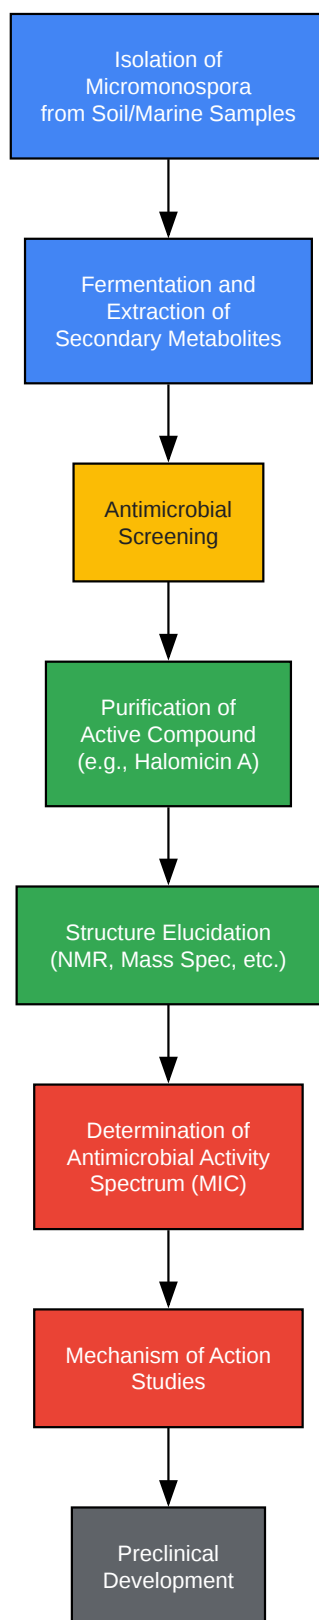 Isolation of
Micromonospora
from Soil/Marine Samples
Fermentation and
Extraction of
Secondary Metabolites
Antimicrobial
Screening
Purification of
Active Compound
(e.g., Halomicin A)
Structure Elucidation
(NMR, Mass Spec, etc.)
Determination of
Antimicrobial Activity
Spectrum (MIC)
Mechanism of Action
Studies
Preclinical
Development